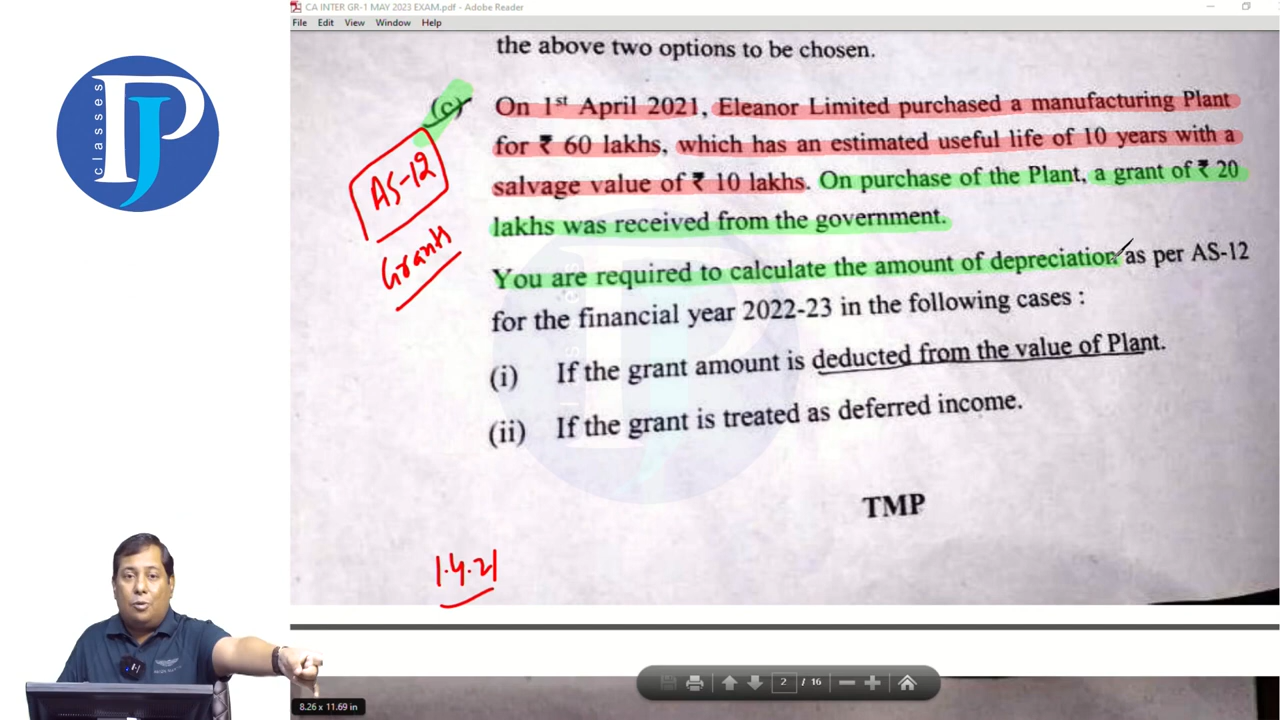 CA INTER GR-1 MAY 2023 EXAM.pdf - Adobe Reader
File Edit View Window Help
classes
PJ
the above two options to be chosen.
(c) On 1st April 2021, Eleanor Limited purchased a manufacturing Plant
for ₹ 60 lakhs, which has an estimated useful life of 10 years with a
salvage value of ₹ 10 lakhs. On purchase of the Plant, a grant of ₹ 20
lakhs was received from the government.
AS-12
Grants
You are required to calculate the amount of depreciation as per AS-12
for the financial year 2022-23 in the following cases :
(i) If the grant amount is deducted from the value of Plant.
(ii) If the grant is treated as deferred income.
TMP
1.4.21
2 / 16
8.26 x 11.69 in